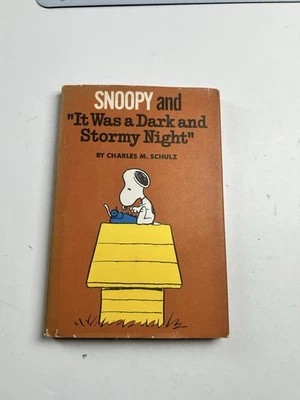 SNOOPY and
"It Was a Dark and
Stormy Night"
BY CHARLES M. SCHULZ